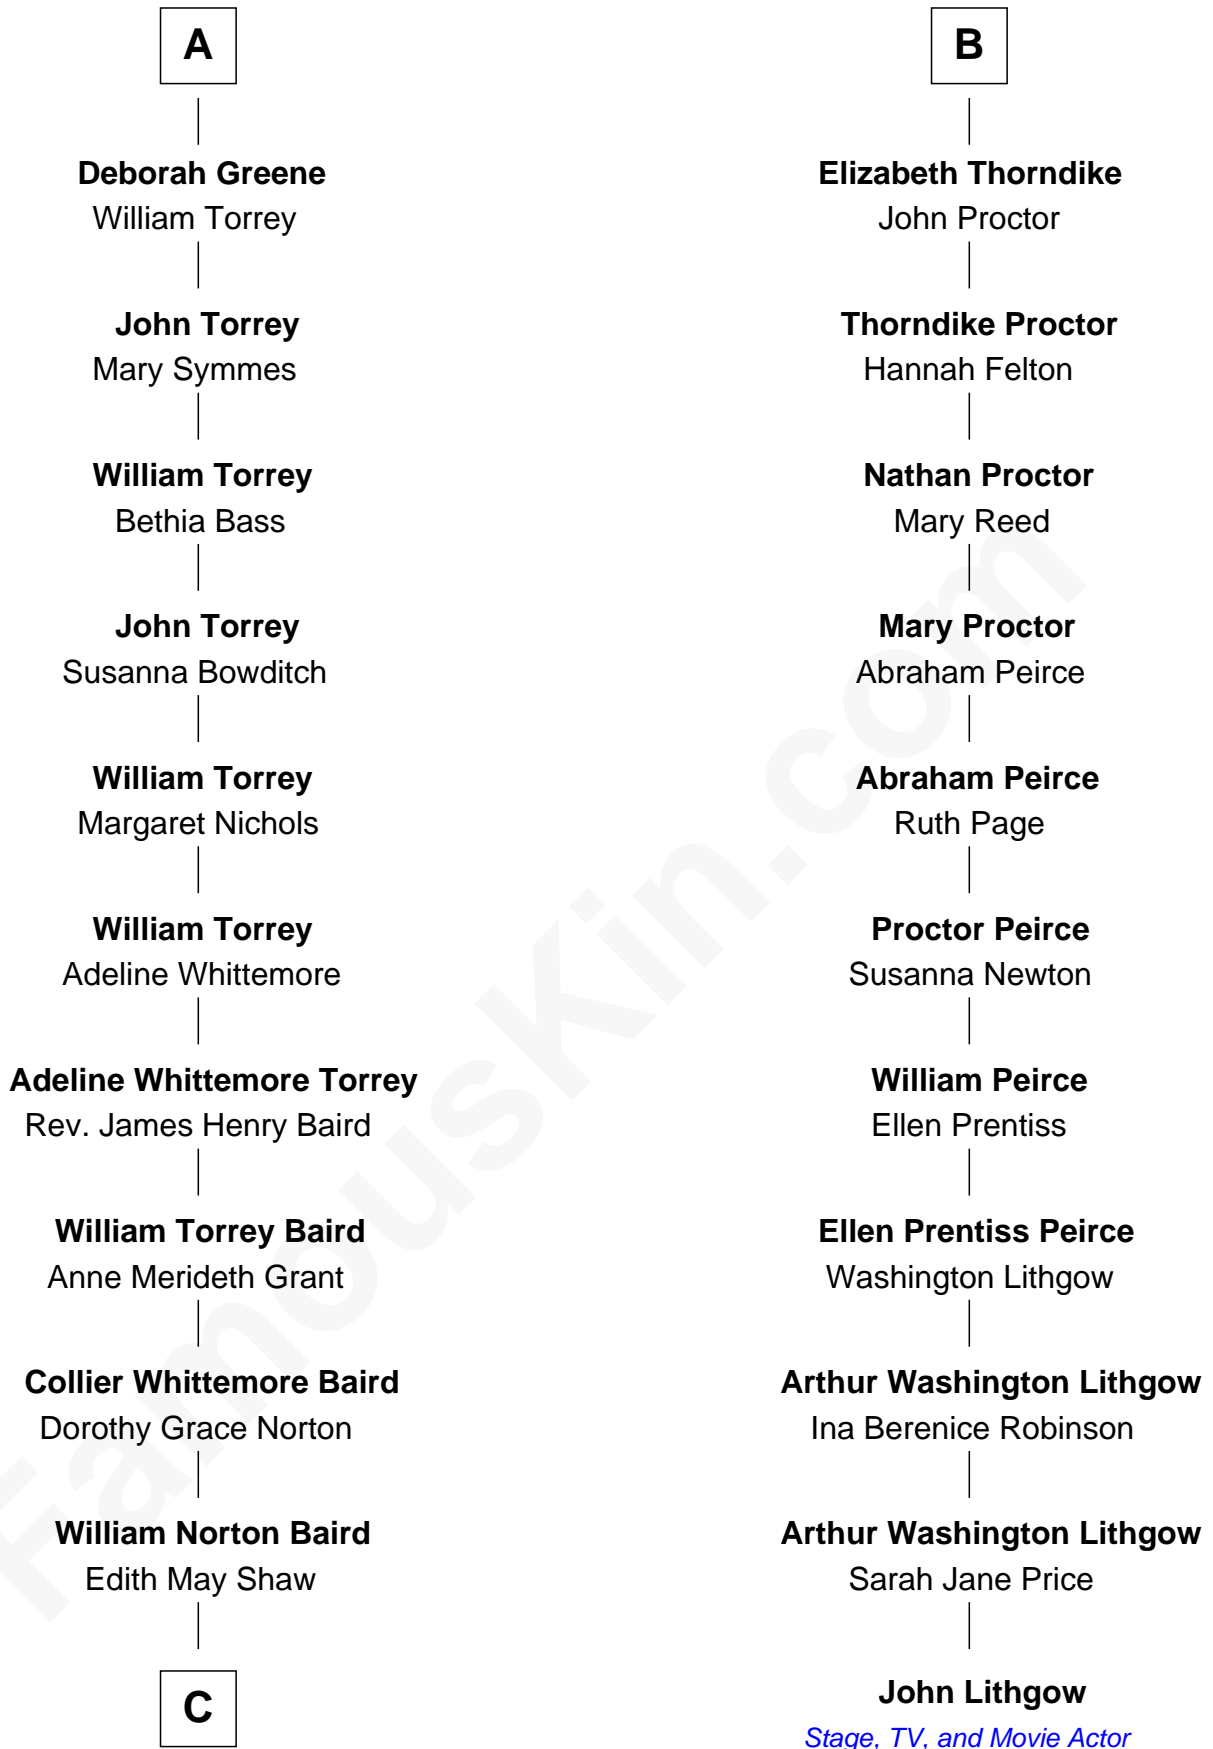 A
Deborah Greene
William Torrey
John Torrey
Mary Symmes
William Torrey
Bethia Bass
John Torrey
Susanna Bowditch
William Torrey
Margaret Nichols
William Torrey
Adeline Whittemore
Adeline Whittemore Torrey
Rev. James Henry Baird
William Torrey Baird
Anne Merideth Grant
Collier Whittemore Baird
Dorothy Grace Norton
William Norton Baird
Edith May Shaw
C
B
Elizabeth Thorndike
John Proctor
Thorndike Proctor
Hannah Felton
Nathan Proctor
Mary Reed
Mary Proctor
Abraham Peirce
Abraham Peirce
Ruth Page
Proctor Peirce
Susanna Newton
William Peirce
Ellen Prentiss
Ellen Prentiss Peirce
Washington Lithgow
Arthur Washington Lithgow
Ina Berenice Robinson
Arthur Washington Lithgow
Sarah Jane Price
John Lithgow
Stage, TV, and Movie Actor
FamousKin.com